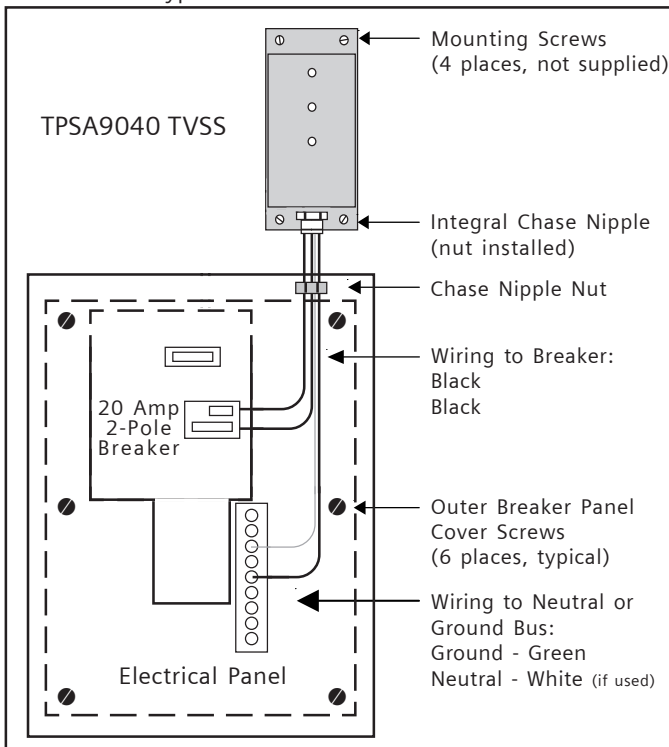 TPSA9040 TVSS
Mounting Screws
(4 places, not supplied)
Integral Chase Nipple
(nut installed)
Chase Nipple Nut
Wiring to Breaker:
Black
Black
20 Amp
2-Pole
Breaker
Outer Breaker Panel
Cover Screws
(6 places, typical)
Wiring to Neutral or
Ground Bus:
Ground - Green
Neutral - White (if used)
Electrical Panel